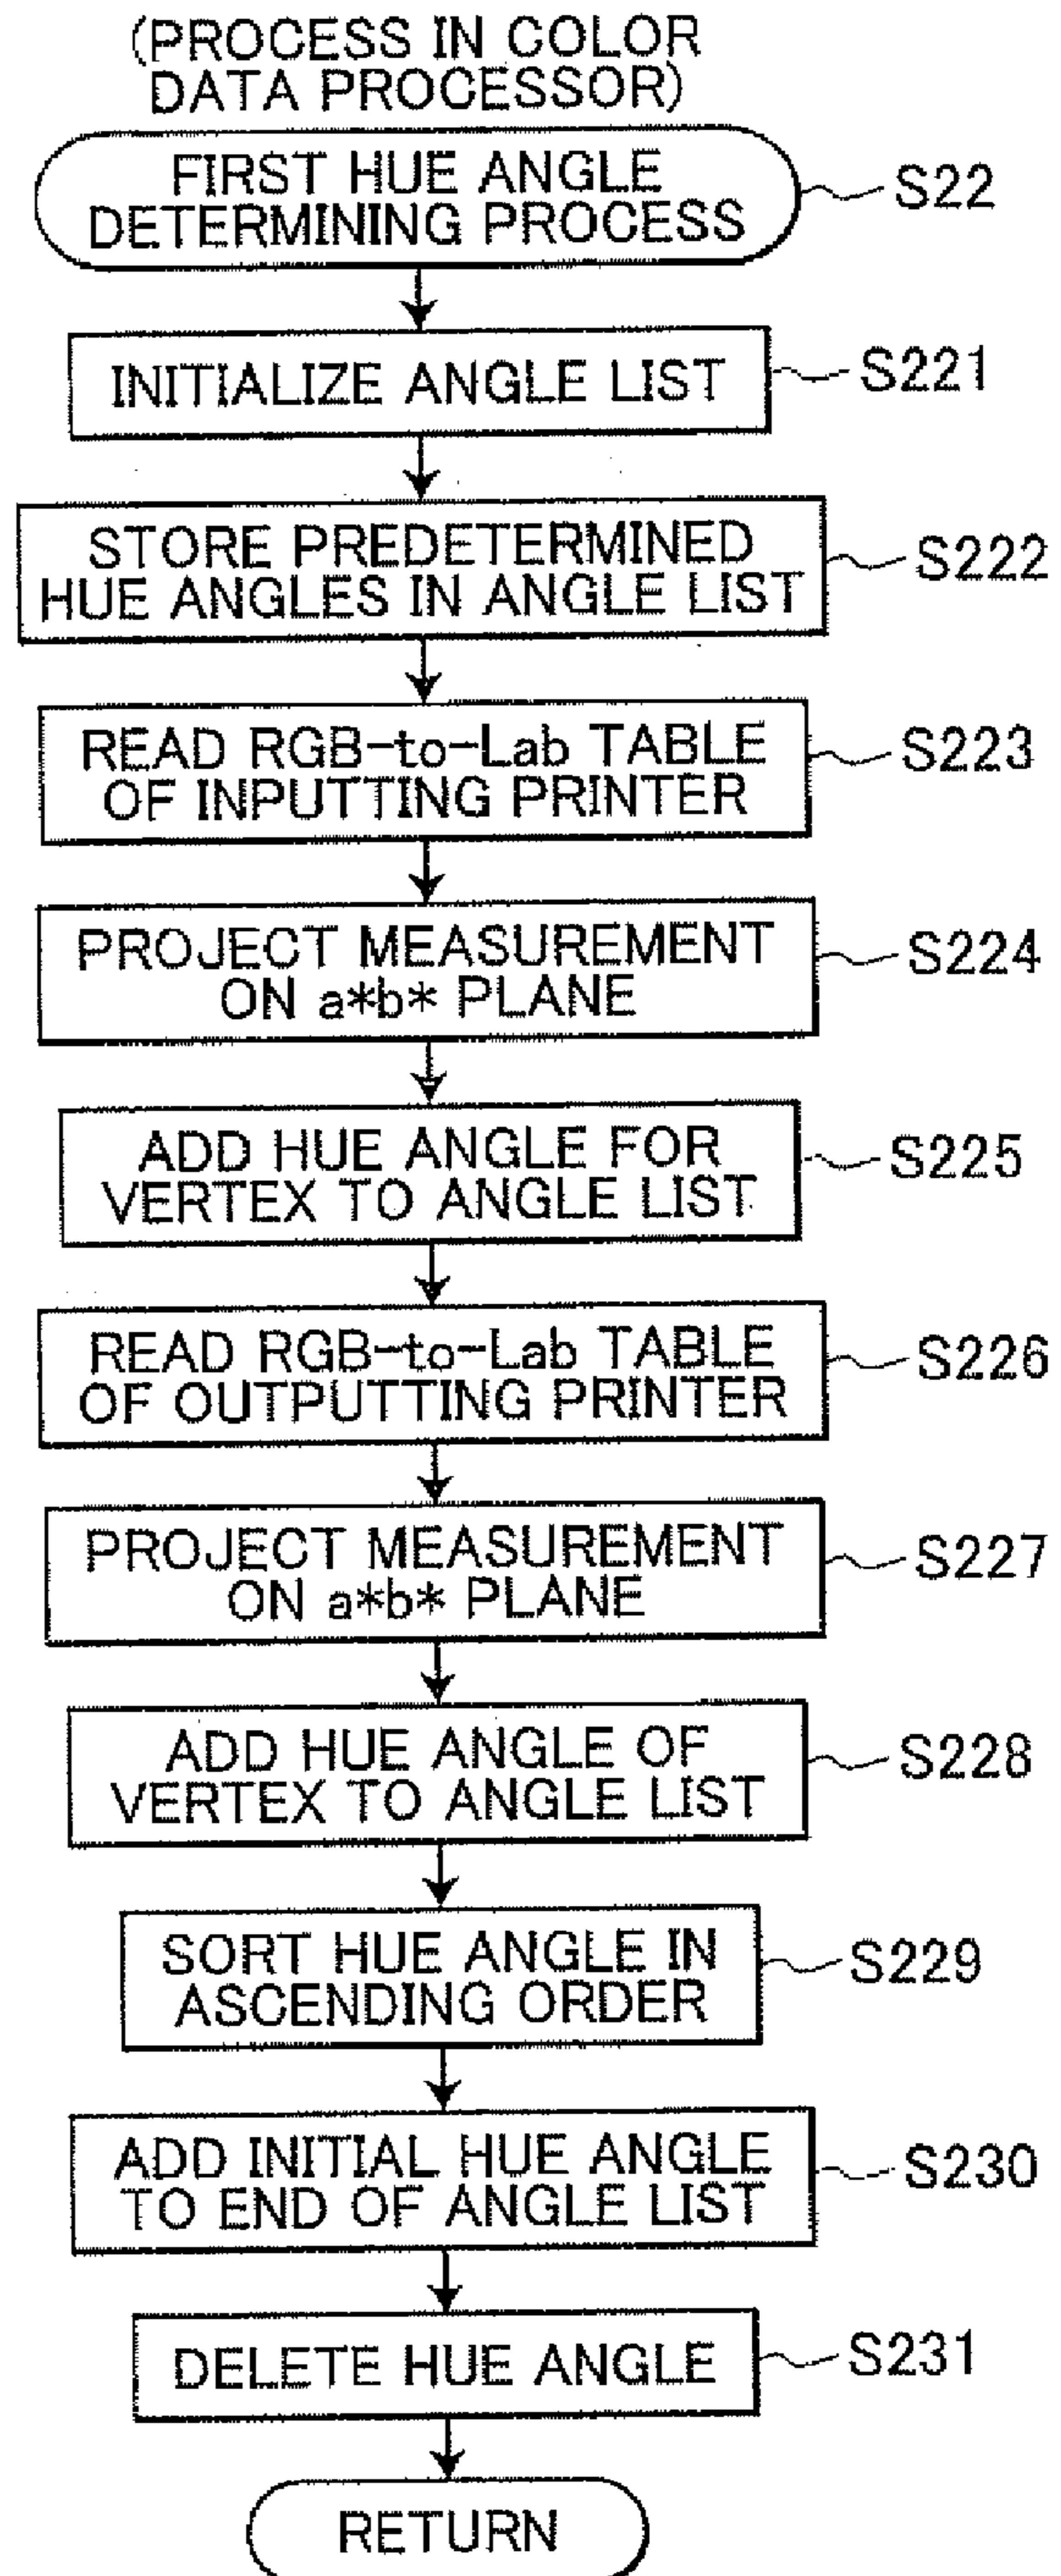 (PROCESS IN COLOR
DATA PROCESSOR)
FIRST HUE ANGLE
DETERMINING PROCESS
S22
INITIALIZE ANGLE LIST
S221
STORE PREDETERMINED
HUE ANGLES IN ANGLE LIST
S222
READ RGB-to-Lab TABLE
OF INPUTTING PRINTER
S223
PROJECT MEASUREMENT
ON a*b* PLANE
S224
ADD HUE ANGLE FOR
VERTEX TO ANGLE LIST
S225
READ RGB-to-Lab TABLE
OF OUTPUTTING PRINTER
S226
PROJECT MEASUREMENT
ON a*b* PLANE
S227
ADD HUE ANGLE OF
VERTEX TO ANGLE LIST
S228
SORT HUE ANGLE IN
ASCENDING ORDER
S229
ADD INITIAL HUE ANGLE
TO END OF ANGLE LIST
S230
DELETE HUE ANGLE
S231
RETURN